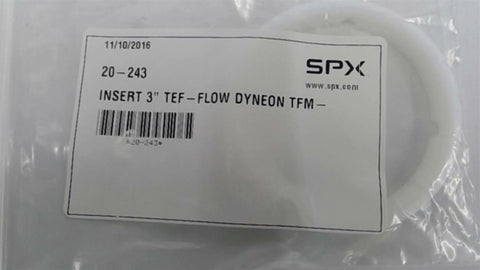 11/10/2016
20-243
SPX
www.spx.com
INSERT 3" TEF-FLOW DYNEON TFM-
*20-243*